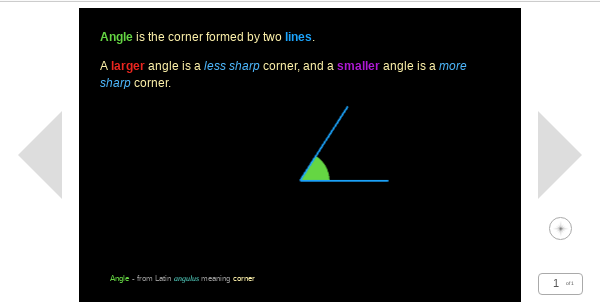 Angle is the corner formed by two lines.
A larger angle is a less sharp corner, and a smaller angle is a more
sharp corner.
Angle - from Latin angulus meaning corner
1 of 1